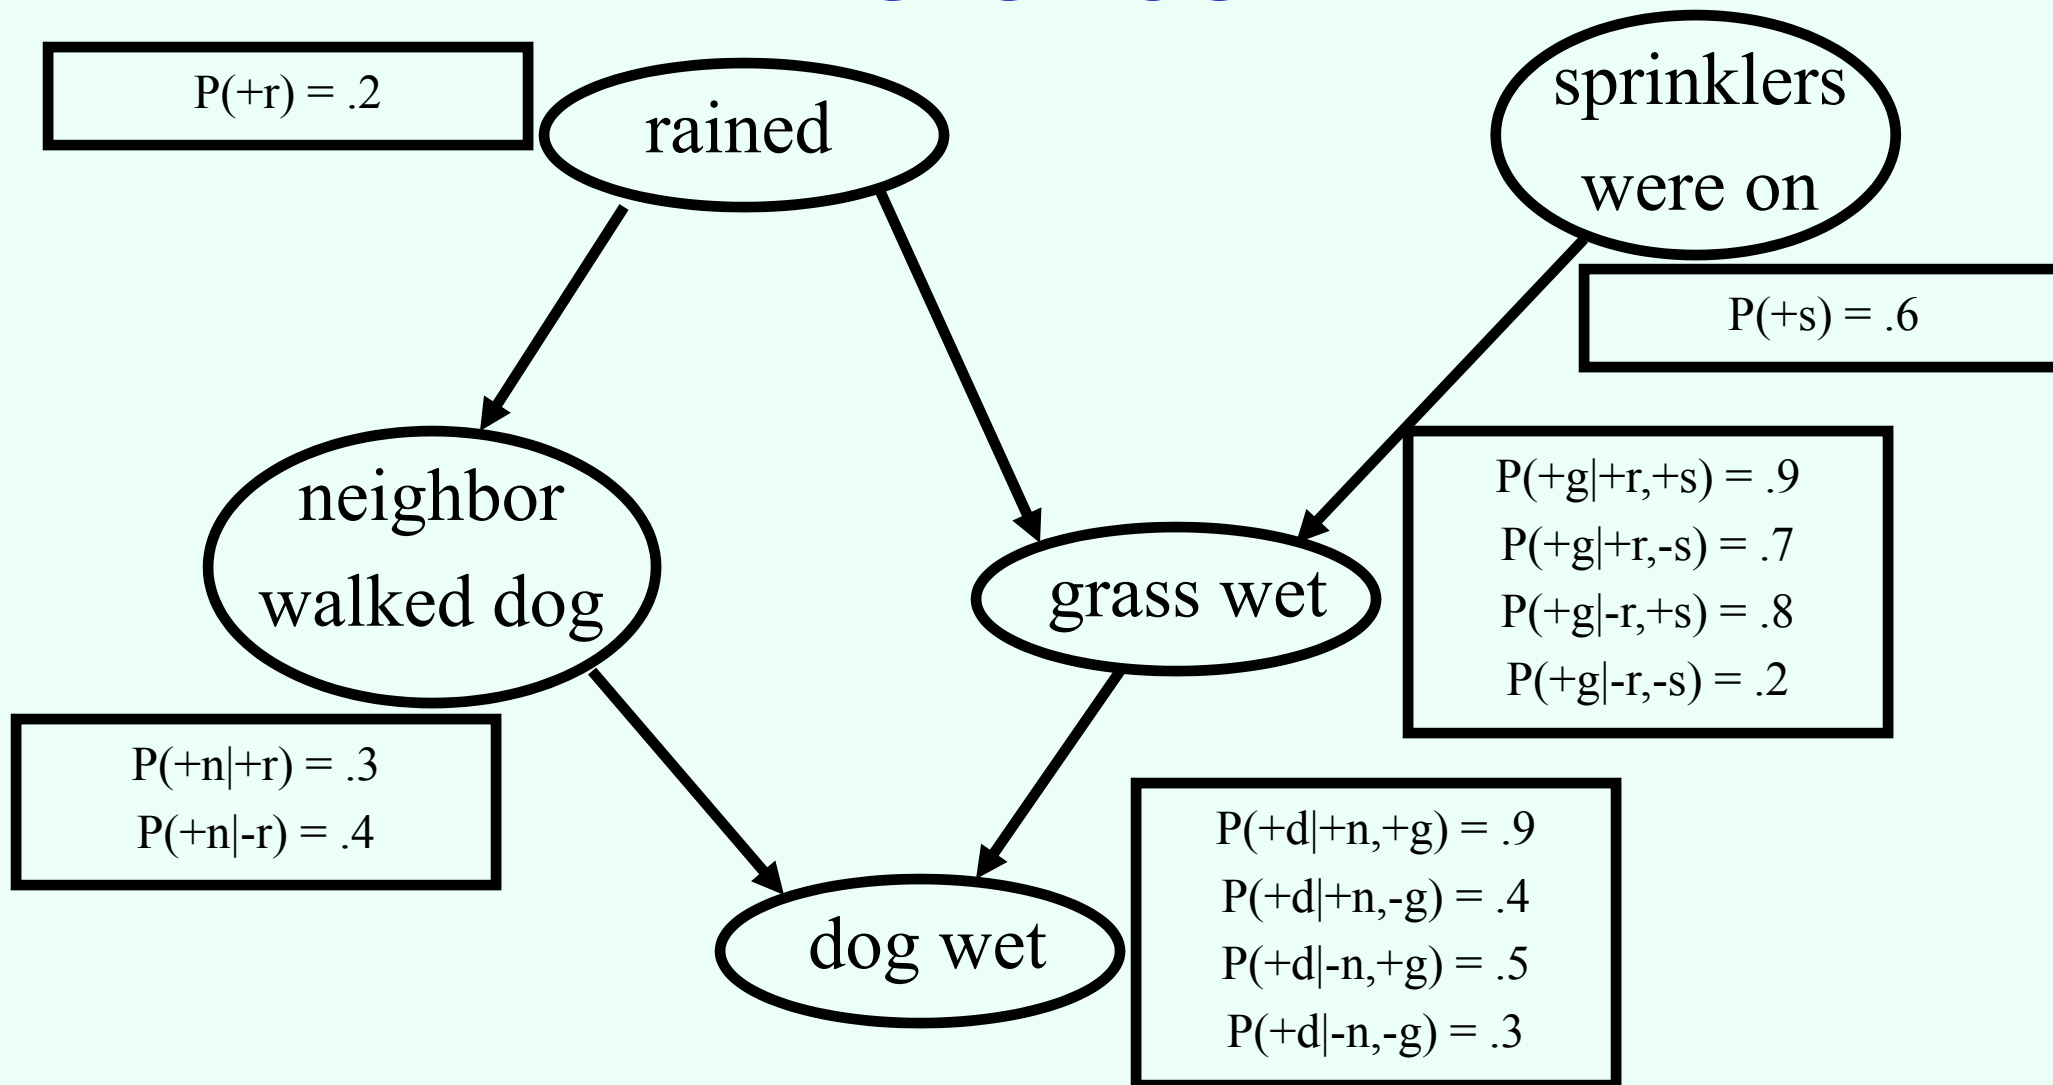 P(+r) = .2
rained
sprinklers
were on
P(+s) = .6
neighbor
walked dog
grass wet
P(+g|+r,+s) = .9
P(+g|+r,-s) = .7
P(+g|-r,+s) = .8
P(+g|-r,-s) = .2
P(+n|+r) = .3
P(+n|-r) = .4
dog wet
P(+d|+n,+g) = .9
P(+d|+n,-g) = .4
P(+d|-n,+g) = .5
P(+d|-n,-g) = .3